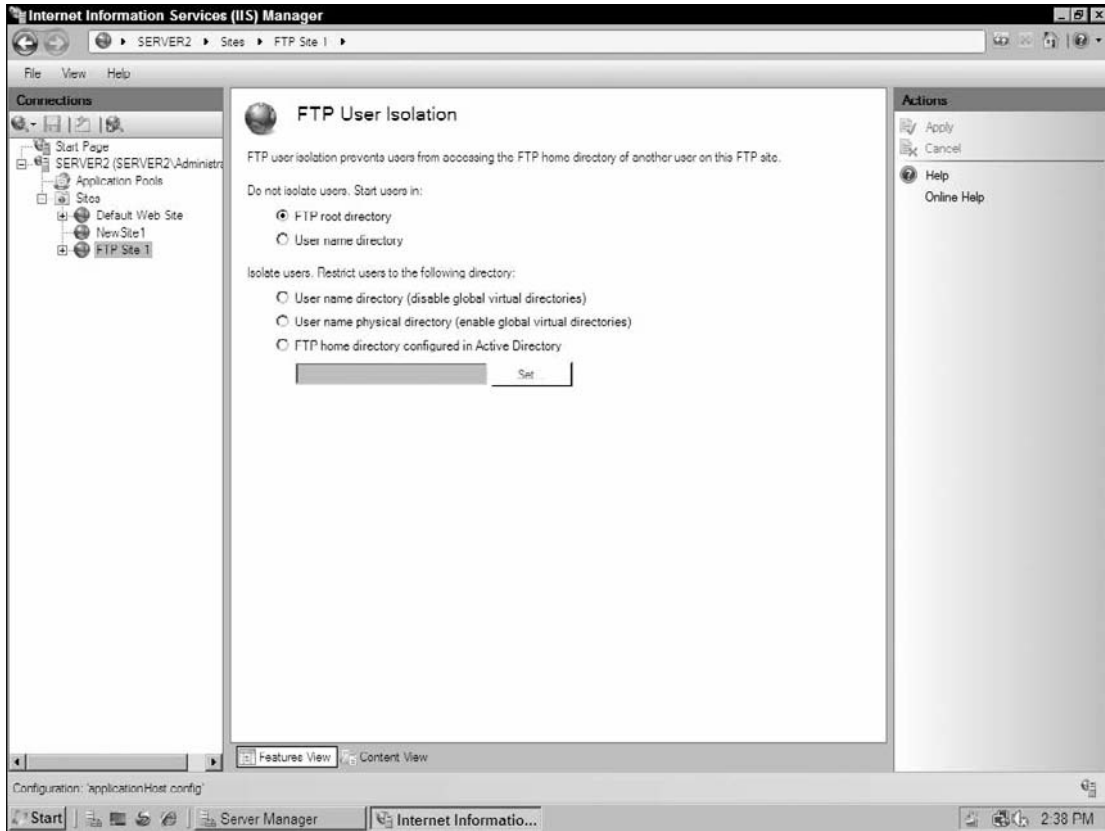 Internet Information Services (IIS) Manager
SERVER2 Sites FTP Site 1
File View Help
Connections
Start Page
SERVER2 (SERVER2\Administra
Application Pools
Sites
Default Web Site
NewSite1
FTP Site 1
FTP User Isolation
FTP user isolation prevents users from accessing the FTP home directory of another user on this FTP site.
Do not isolate users. Start users in:
FTP root directory
User name directory
Isolate users. Restrict users to the following directory:
User name directory (disable global virtual directories)
User name physical directory (enable global virtual directories)
FTP home directory configured in Active Directory
Set...
Actions
Apply
Cancel
Help
Online Help
Features View Content View
Configuration: 'applicationHost.config'
Start Server Manager Internet Informatio... 2:38 PM